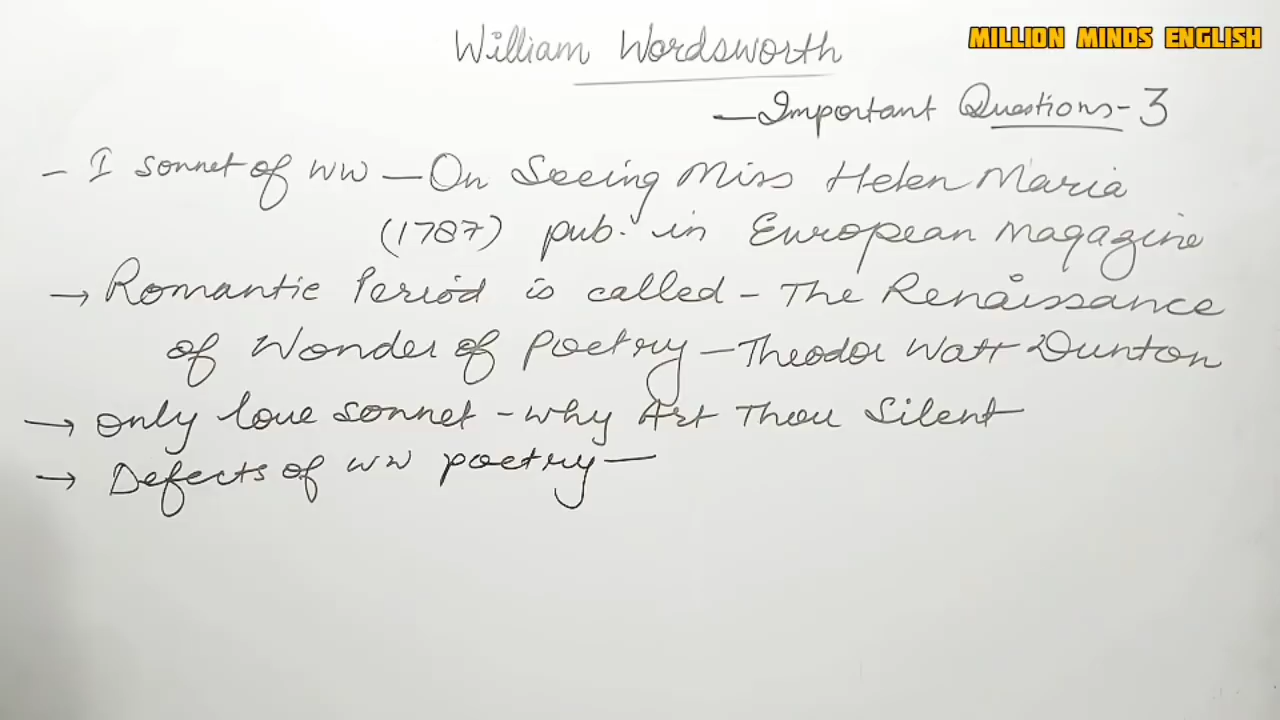 MILLION MINDS ENGLISH
William Wordsworth
- Important Questions - 3
- I sonnet of WW - On Seeing Miss Helen Maria
(1787) pub. in European Magazine
→ Romantic Period is called - The Renaissance
of Wonder of Poetry - Theodor Watt Dunton
→ only love sonnet - Why Art Thou Silent
→ Defects of WW poetry -